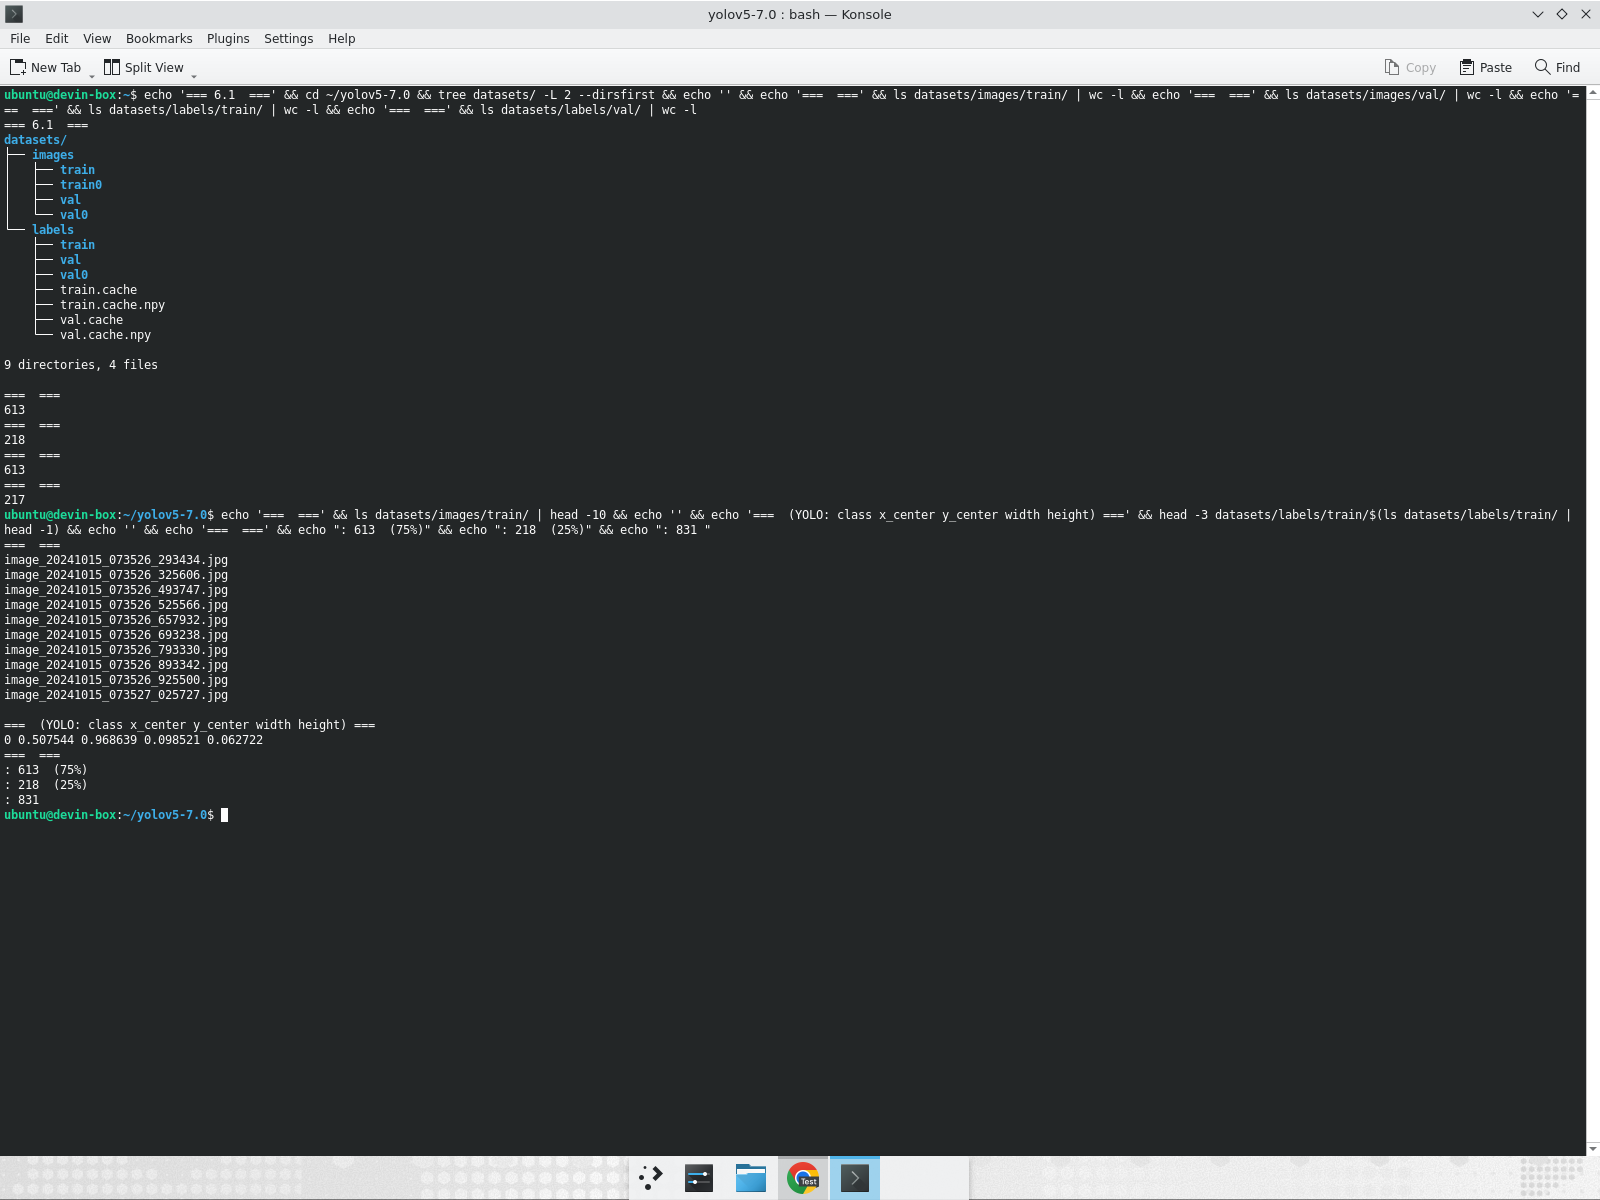 yolov5-7.0 : bash — Konsole
File Edit View Bookmarks Plugins Settings Help
New Tab Split View Copy Paste Find
ubuntu@devin-box:~$ echo '=== 6.1  ===' && cd ~/yolov5-7.0 && tree datasets/ -L 2 --dirsfirst && echo '' && echo '===  ===' && ls datasets/images/train/ | wc -l && echo '===  ===' && ls datasets/images/val/ | wc -l && echo '=
==  ===' && ls datasets/labels/train/ | wc -l && echo '===  ===' && ls datasets/labels/val/ | wc -l
=== 6.1  ===
datasets/
├── images
│   ├── train
│   ├── train0
│   ├── val
│   └── val0
└── labels
    ├── train
    ├── val
    ├── val0
    ├── train.cache
    ├── train.cache.npy
    ├── val.cache
    └── val.cache.npy
9 directories, 4 files
===  ===
613
===  ===
218
===  ===
613
===  ===
217
ubuntu@devin-box:~/yolov5-7.0$ echo '===  ===' && ls datasets/images/train/ | head -10 && echo '' && echo '===  (YOLO: class x_center y_center width height) ===' && head -3 datasets/labels/train/$(ls datasets/labels/train/ |
head -1) && echo '' && echo '===  ===' && echo ": 613  (75%)" && echo ": 218  (25%)" && echo ": 831 "
===  ===
image_20241015_073526_293434.jpg
image_20241015_073526_325606.jpg
image_20241015_073526_493747.jpg
image_20241015_073526_525566.jpg
image_20241015_073526_657932.jpg
image_20241015_073526_693238.jpg
image_20241015_073526_793330.jpg
image_20241015_073526_893342.jpg
image_20241015_073526_925500.jpg
image_20241015_073527_025727.jpg
===  (YOLO: class x_center y_center width height) ===
0 0.507544 0.968639 0.098521 0.062722
===  ===
: 613  (75%)
: 218  (25%)
: 831
ubuntu@devin-box:~/yolov5-7.0$
Test